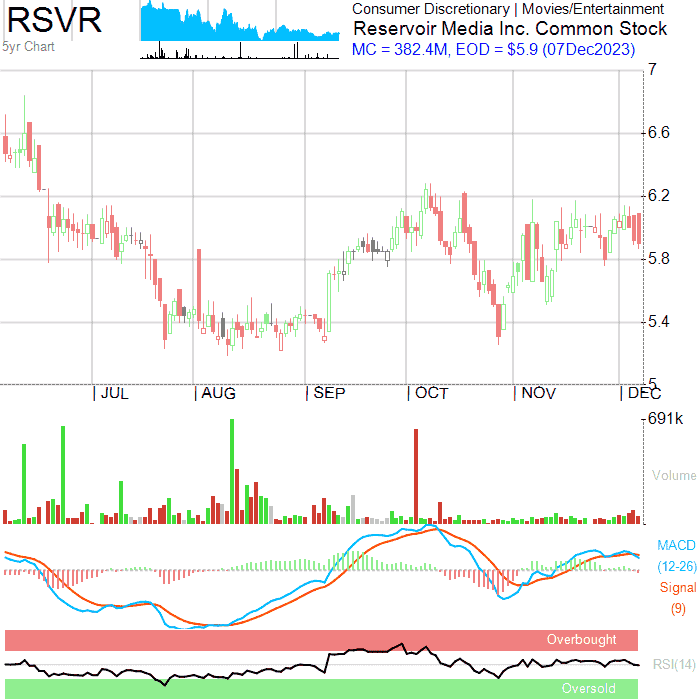 RSVR
5yr Chart
Consumer Discretionary | Movies/Entertainment
Reservoir Media Inc. Common Stock
MC = 382.4M, EOD = $5.9 (07Dec2023)
7
6.6
6.2
5.8
5.4
5
JUL AUG SEP OCT NOV DEC
691k
Volume
MACD
(12-26)
Signal
(9)
Overbought
RSI(14)
Oversold